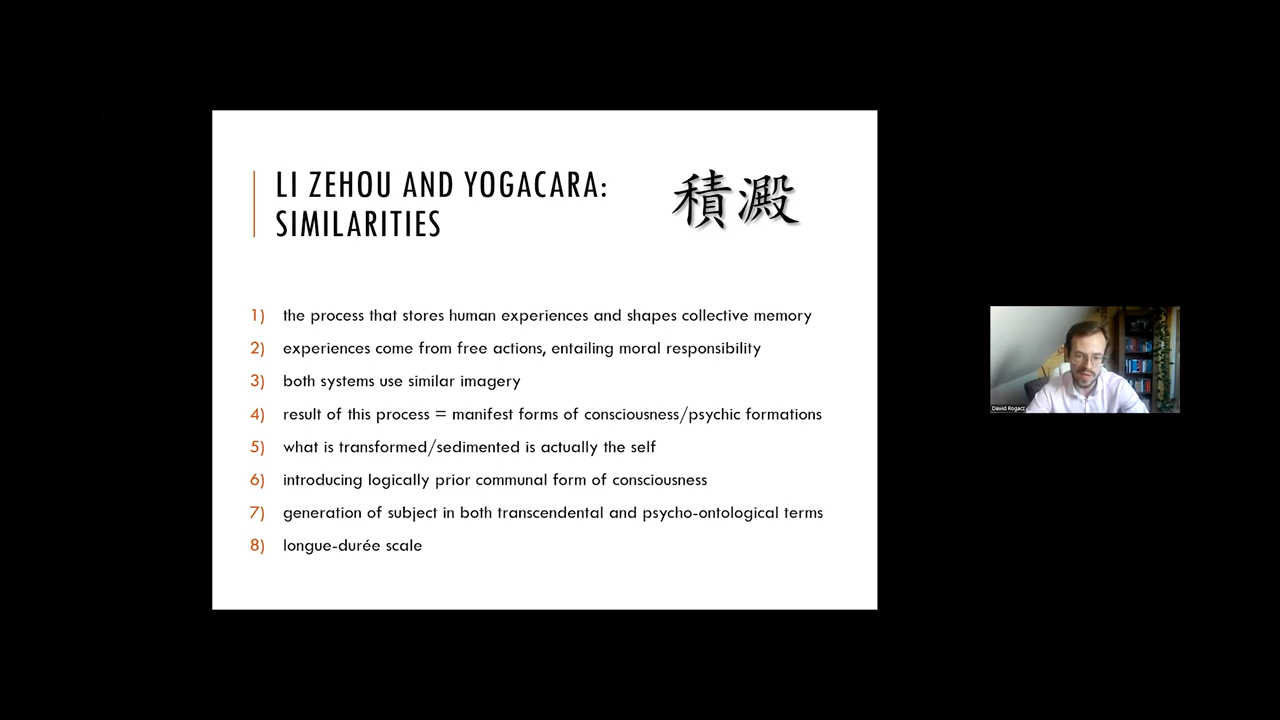 LI ZEHOU AND YOGACARA:
SIMILARITIES
積澱
1) the process that stores human experiences and shapes collective memory
2) experiences come from free actions, entailing moral responsibility
3) both systems use similar imagery
4) result of this process = manifest forms of consciousness/psychic formations
5) what is transformed/sedimented is actually the self
6) introducing logically prior communal form of consciousness
7) generation of subject in both transcendental and psycho-ontological terms
8) longue-durée scale
Dawid Rogacz